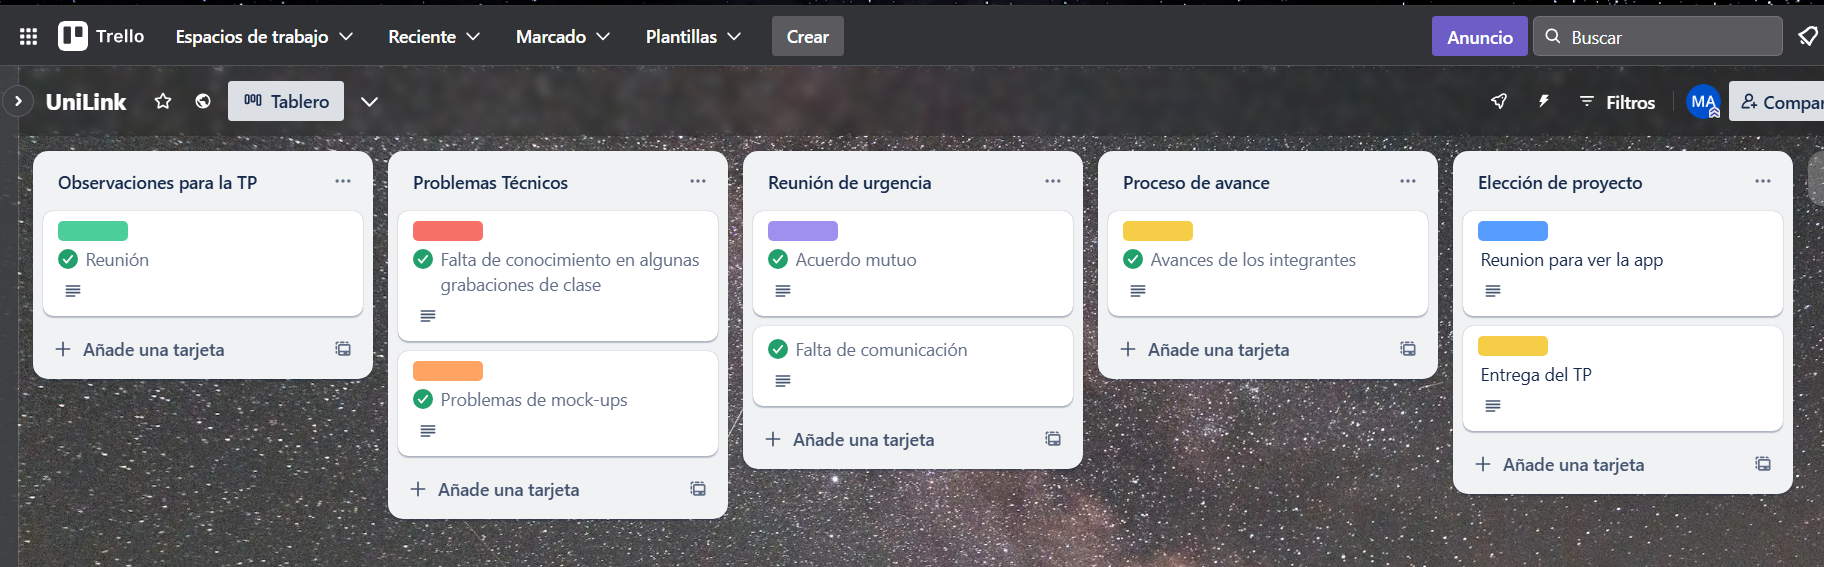 Trello
Espacios de trabajo
Reciente
Marcado
Plantillas
Crear
Anuncio
Buscar
UniLink
Tablero
Filtros
MA
Compar
Observaciones para la TP
Reunión
Añade una tarjeta
Problemas Técnicos
Falta de conocimiento en algunas
grabaciones de clase
Problemas de mock-ups
Añade una tarjeta
Reunión de urgencia
Acuerdo mutuo
Falta de comunicación
Añade una tarjeta
Proceso de avance
Avances de los integrantes
Añade una tarjeta
Elección de proyecto
Reunion para ver la app
Entrega del TP
Añade una tarjeta